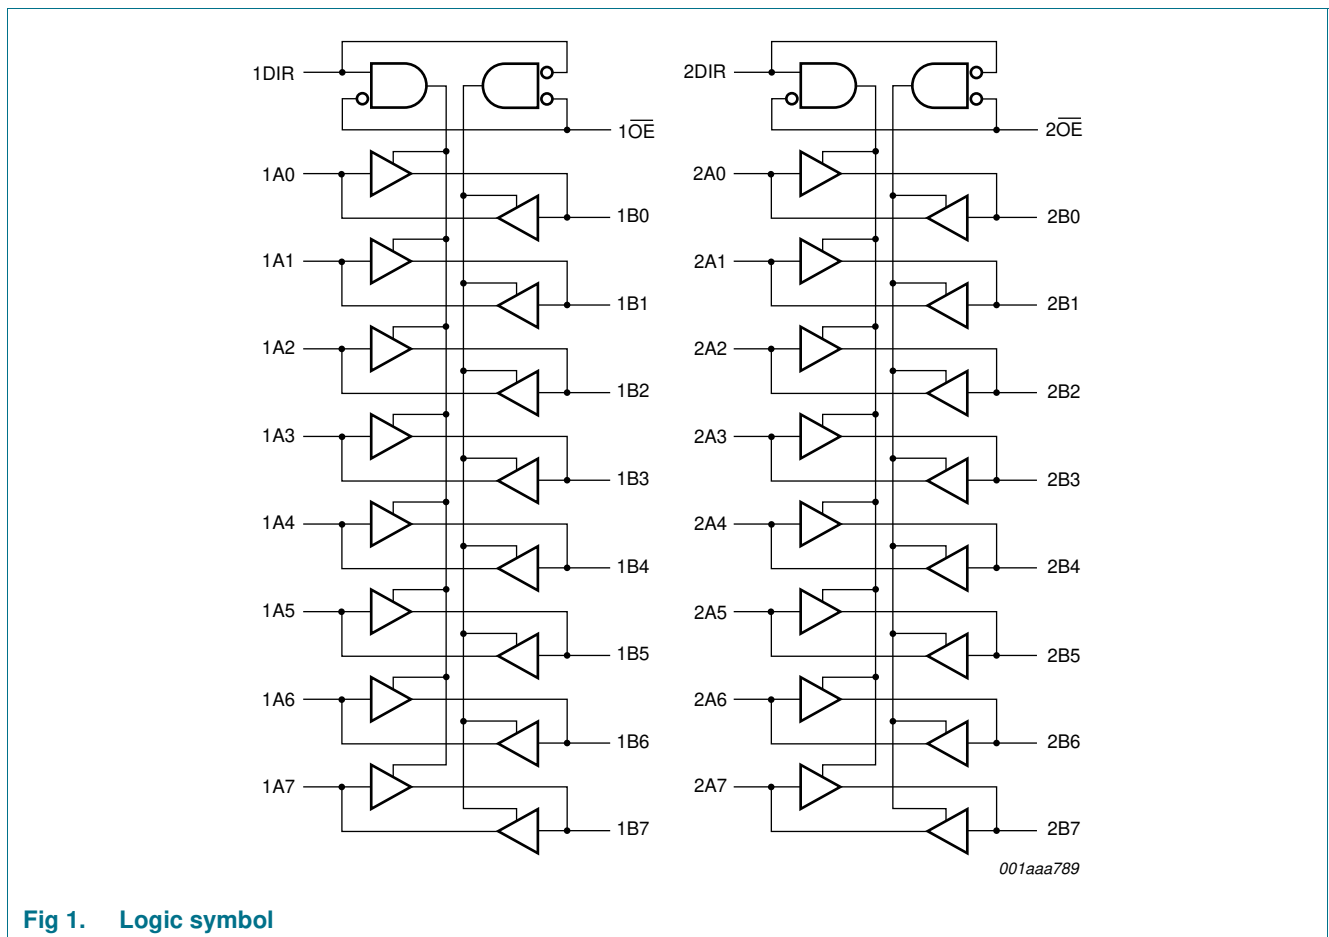 1DIR
1O̅E̅
1A0
1B0
1A1
1B1
1A2
1B2
1A3
1B3
1A4
1B4
1A5
1B5
1A6
1B6
1A7
1B7
2DIR
2O̅E̅
2A0
2B0
2A1
2B1
2A2
2B2
2A3
2B3
2A4
2B4
2A5
2B5
2A6
2B6
2A7
2B7
001aaa789
Fig 1. Logic symbol